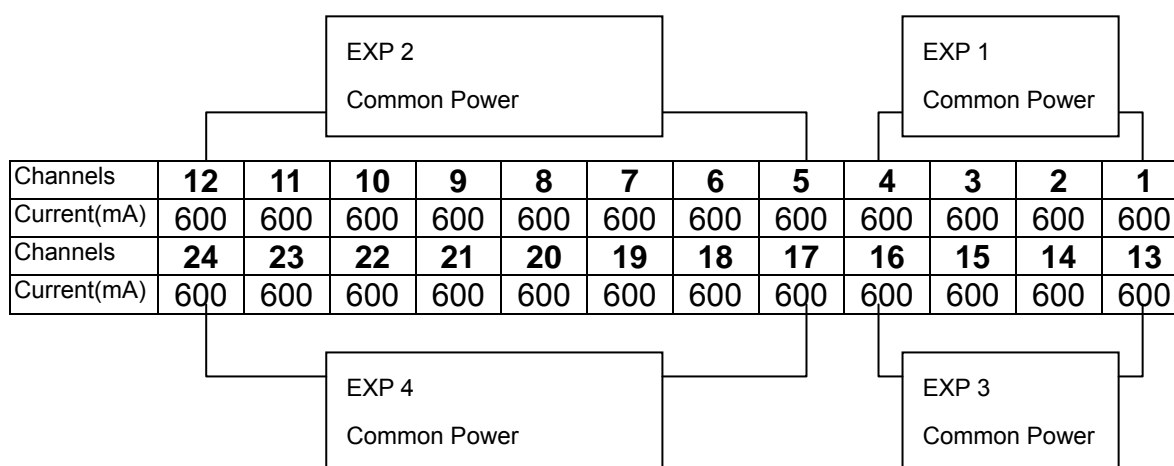 EXP 2
Common Power
EXP 1
Common Power
Channels 12 11 10 9 8 7 6 5 4 3 2 1
Current(mA) 600 600 600 600 600 600 600 600 600 600 600 600
Channels 24 23 22 21 20 19 18 17 16 15 14 13
Current(mA) 600 600 600 600 600 600 600 600 600 600 600 600
EXP 4
Common Power
EXP 3
Common Power